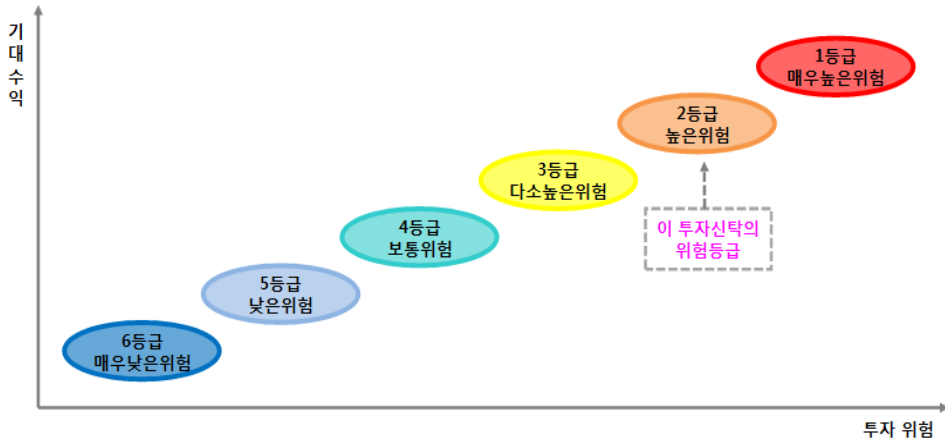 기
대
수
익
1등급
매우높은위험
2등급
높은위험
3등급
다소높은위험
이 투자신탁의
위험등급
4등급
보통위험
5등급
낮은위험
6등급
매우낮은위험
투자 위험